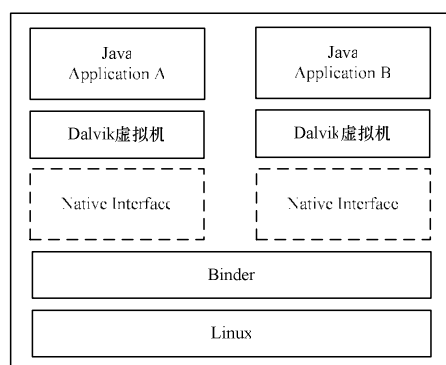 Java
Application A
Java
Application B
Dalvik虚拟机
Dalvik虚拟机
Native Interface
Native Interface
Binder
Linux